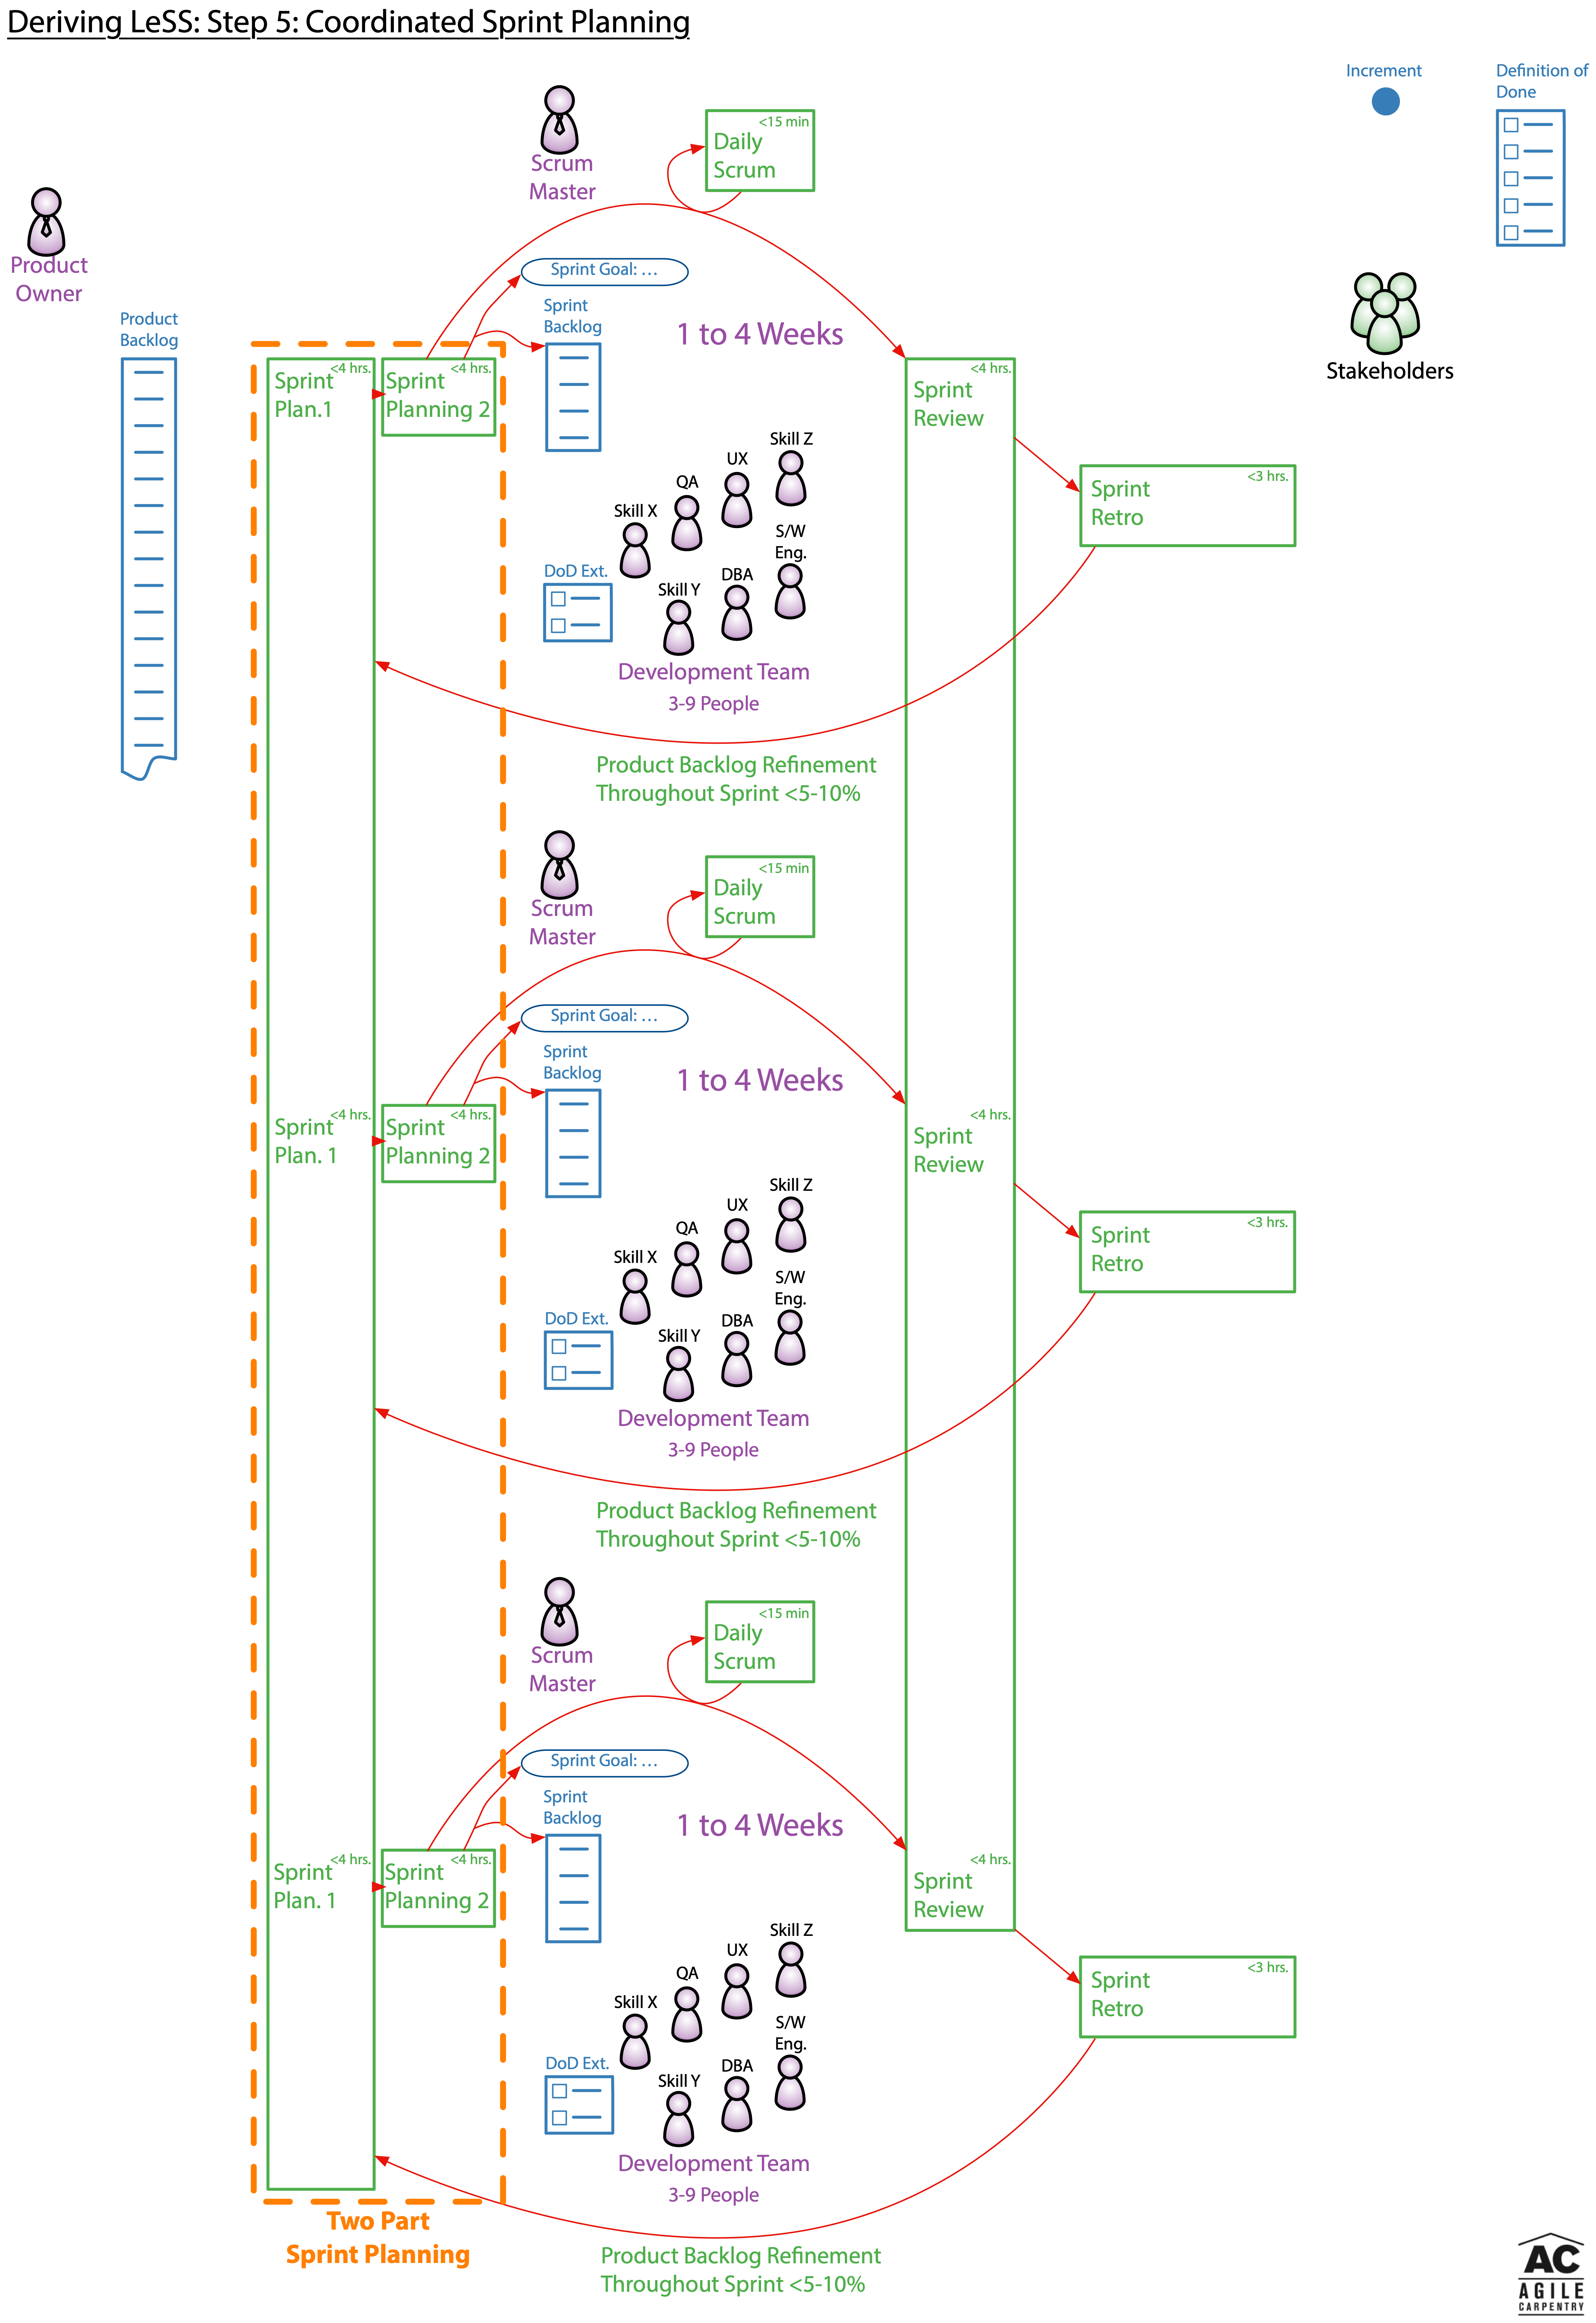 Deriving LeSS: Step 5: Coordinated Sprint Planning
Increment
Definition of
Done
Product
Owner
Stakeholders
Product
Backlog
Scrum
Master
<15 min
Daily
Scrum
Sprint Goal: ...
Sprint
Backlog
1 to 4 Weeks
<4 hrs.
Sprint
Plan.1
<4 hrs.
Sprint
Planning 2
<4 hrs.
Sprint
Review
<3 hrs.
Sprint
Retro
Skill Z
UX
QA
Skill X
S/W
Eng.
DBA
Skill Y
DoD Ext.
Development Team
3-9 People
Product Backlog Refinement
Throughout Sprint <5-10%
Scrum
Master
<15 min
Daily
Scrum
Sprint Goal: ...
Sprint
Backlog
1 to 4 Weeks
<4 hrs.
Sprint
Plan. 1
<4 hrs.
Sprint
Planning 2
<4 hrs.
Sprint
Review
<3 hrs.
Sprint
Retro
Skill Z
UX
QA
Skill X
S/W
Eng.
DBA
Skill Y
DoD Ext.
Development Team
3-9 People
Product Backlog Refinement
Throughout Sprint <5-10%
Scrum
Master
<15 min
Daily
Scrum
Sprint Goal: ...
Sprint
Backlog
1 to 4 Weeks
<4 hrs.
Sprint
Plan. 1
<4 hrs.
Sprint
Planning 2
<4 hrs.
Sprint
Review
<3 hrs.
Sprint
Retro
Skill Z
UX
QA
Skill X
S/W
Eng.
DBA
Skill Y
DoD Ext.
Development Team
3-9 People
Two Part
Sprint Planning
Product Backlog Refinement
Throughout Sprint <5-10%
AC
AGILE
CARPENTRY